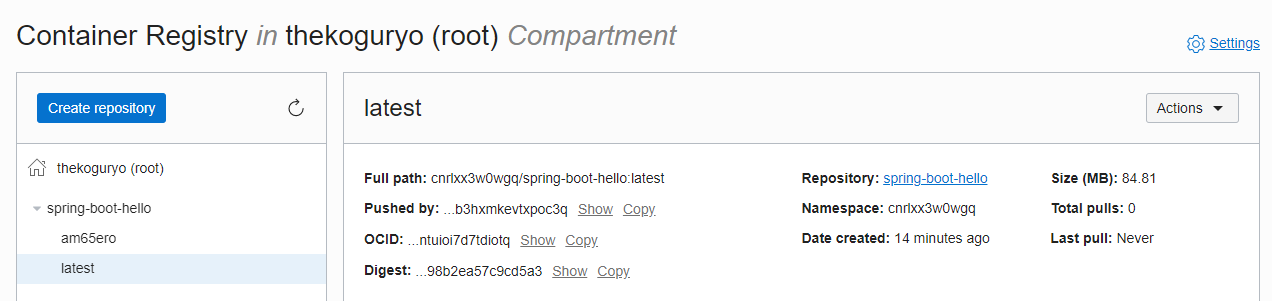 Container Registry in thekoguryo (root) Compartment
Settings
Create repository
thekoguryo (root)
spring-boot-hello
am65ero
latest
latest
Actions
Full path: cnrlxx3w0wgq/spring-boot-hello:latest
Pushed by: ...b3hxmkevtxpoc3q Show Copy
OCID: ...ntuioi7d7tdiotq Show Copy
Digest: ...98b2ea57c9cd5a3 Show Copy
Repository: spring-boot-hello
Namespace: cnrlxx3w0wgq
Date created: 14 minutes ago
Size (MB): 84.81
Total pulls: 0
Last pull: Never